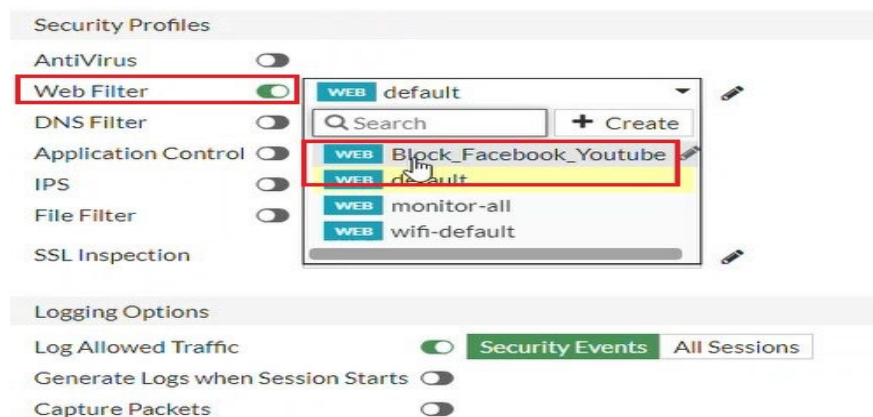 Security Profiles
AntiVirus
Web Filter WEB default
DNS Filter Search + Create
Application Control WEB Block_Facebook_Youtube
IPS WEB default
File Filter WEB monitor-all
WEB wifi-default
SSL Inspection
Logging Options
Log Allowed Traffic Security Events All Sessions
Generate Logs when Session Starts
Capture Packets